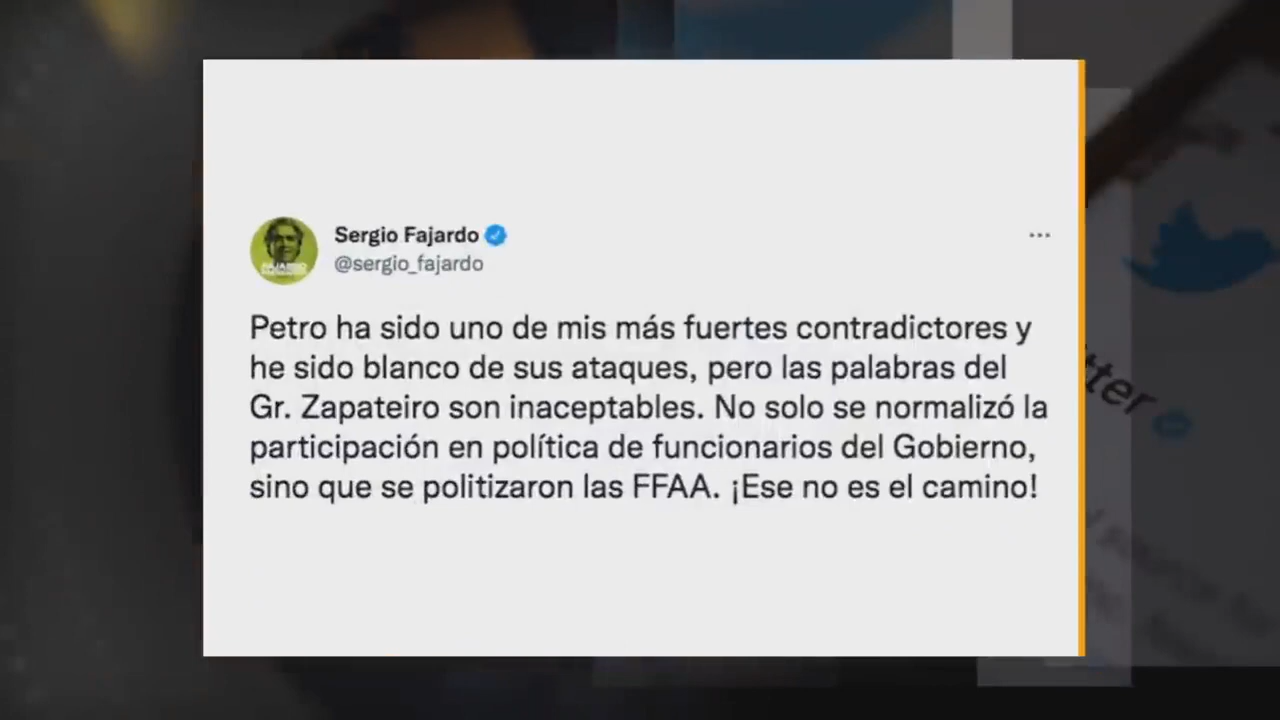 Sergio Fajardo
@sergio_fajardo
Petro ha sido uno de mis más fuertes contradictores y
he sido blanco de sus ataques, pero las palabras del
Gr. Zapateiro son inaceptables. No solo se normalizó la
participación en política de funcionarios del Gobierno,
sino que se politizaron las FFAA. ¡Ese no es el camino!
tter